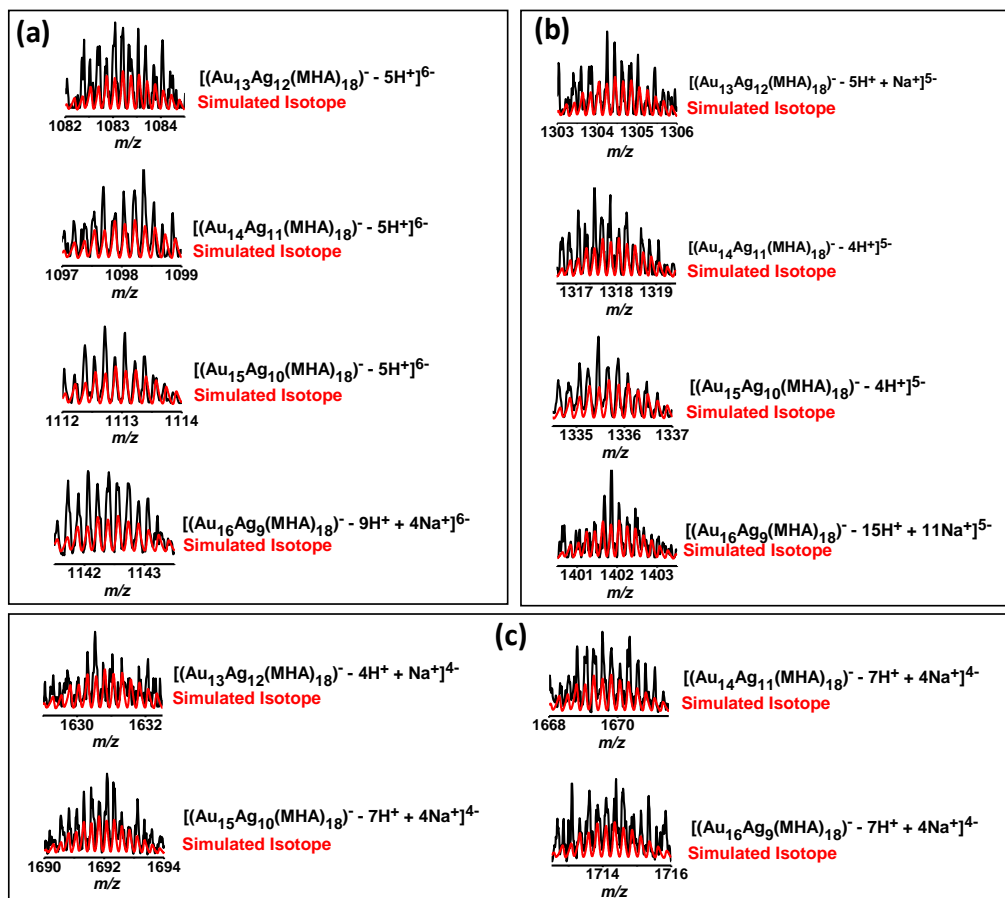 (a)
[(Au13Ag12(MHA)18)- - 5H+]6-
Simulated Isotope
1082 1083 1084
m/z
[(Au14Ag11(MHA)18)- - 5H+]6-
Simulated Isotope
1097 1098 1099
m/z
[(Au15Ag10(MHA)18)- - 5H+]6-
Simulated Isotope
1112 1113 1114
m/z
[(Au16Ag9(MHA)18)- - 9H+ + 4Na+]6-
Simulated Isotope
1142 1143
m/z
(b)
[(Au13Ag12(MHA)18)- - 5H+ + Na+]5-
Simulated Isotope
1303 1304 1305 1306
m/z
[(Au14Ag11(MHA)18)- - 4H+]5-
Simulated Isotope
1317 1318 1319
m/z
[(Au15Ag10(MHA)18)- - 4H+]5-
Simulated Isotope
1335 1336 1337
m/z
[(Au16Ag9(MHA)18)- - 15H+ + 11Na+]5-
Simulated Isotope
1401 1402 1403
m/z
(c)
[(Au13Ag12(MHA)18)- - 4H+ + Na+]4-
Simulated Isotope
1630 1632
m/z
[(Au14Ag11(MHA)18)- - 7H+ + 4Na+]4-
Simulated Isotope
1668 1670
m/z
[(Au15Ag10(MHA)18)- - 7H+ + 4Na+]4-
Simulated Isotope
1690 1692 1694
m/z
[(Au16Ag9(MHA)18)- - 7H+ + 4Na+]4-
Simulated Isotope
1714 1716
m/z